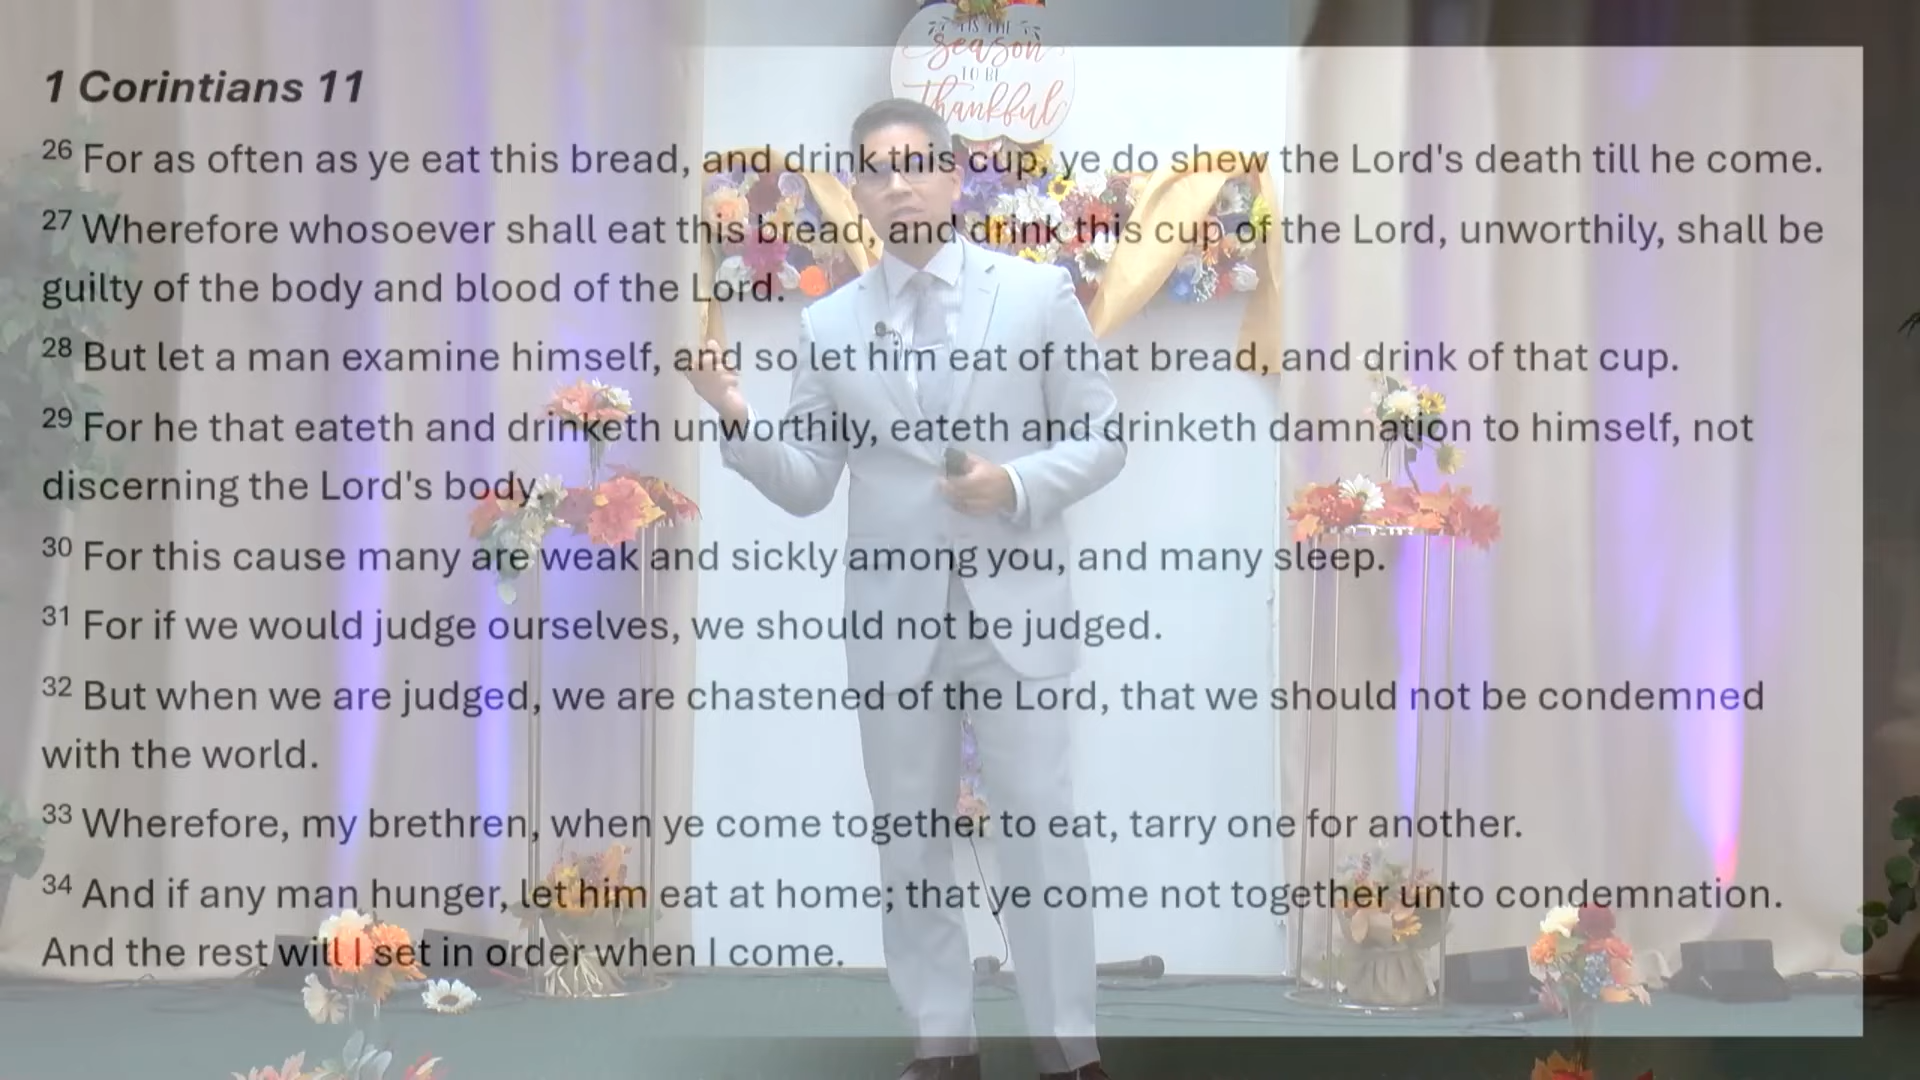 'TIS THE
season
TO BE
thankful
1 Corintians 11
26 For as often as ye eat this bread, and drink this cup, ye do shew the Lord's death till he come.
27 Wherefore whosoever shall eat this bread, and drink this cup of the Lord, unworthily, shall be
guilty of the body and blood of the Lord.
28 But let a man examine himself, and so let him eat of that bread, and drink of that cup.
29 For he that eateth and drinketh unworthily, eateth and drinketh damnation to himself, not
discerning the Lord's body.
30 For this cause many are weak and sickly among you, and many sleep.
31 For if we would judge ourselves, we should not be judged.
32 But when we are judged, we are chastened of the Lord, that we should not be condemned
with the world.
33 Wherefore, my brethren, when ye come together to eat, tarry one for another.
34 And if any man hunger, let him eat at home; that ye come not together unto condemnation.
And the rest will I set in order when I come.